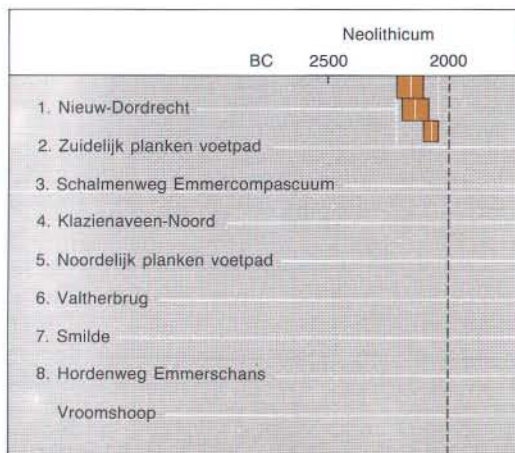 Neolithicum
BC 2500 2000
1. Nieuw-Dordrecht
2. Zuidelijk planken voetpad
3. Schalmenweg Emmercompascuum
4. Klazienaveen-Noord
5. Noordelijk planken voetpad
6. Valtherbrug
7. Smilde
8. Hordenweg Emmerschans
Vroomshoop